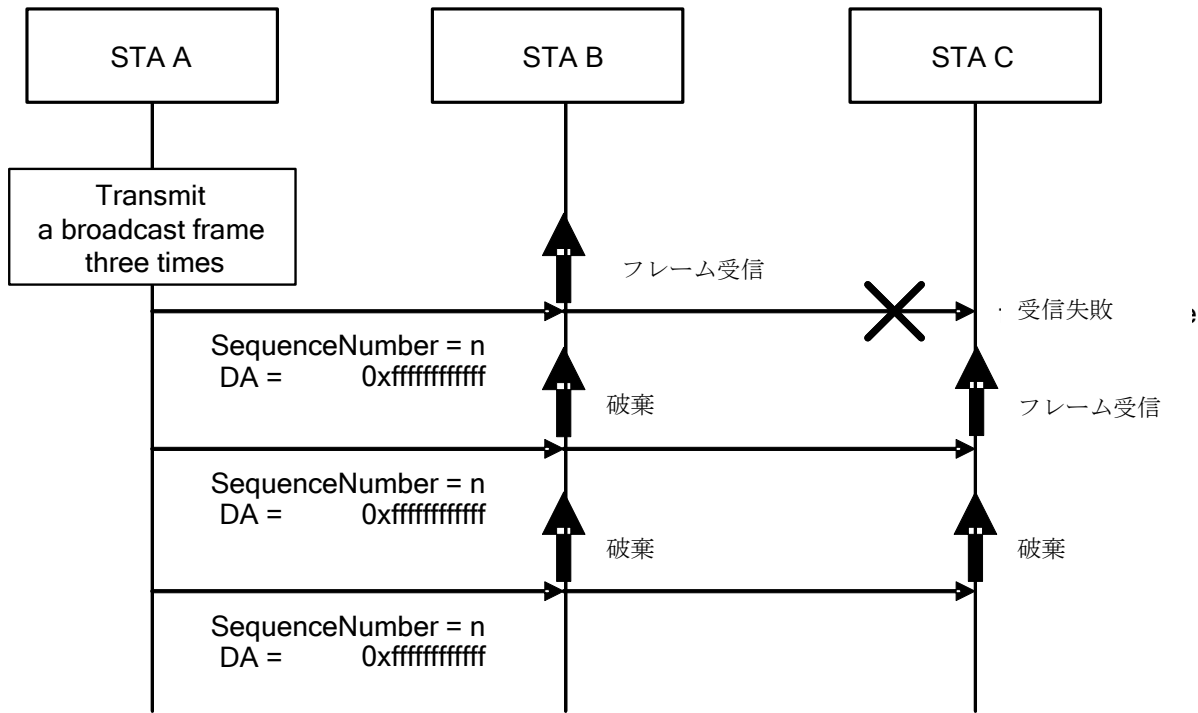 STA A
STA B
STA C
Transmit
a broadcast frame
three times
フレーム受信
受信失敗
SequenceNumber = n
DA = 0xffffffffffff
破棄
フレーム受信
SequenceNumber = n
DA = 0xffffffffffff
破棄
破棄
SequenceNumber = n
DA = 0xffffffffffff